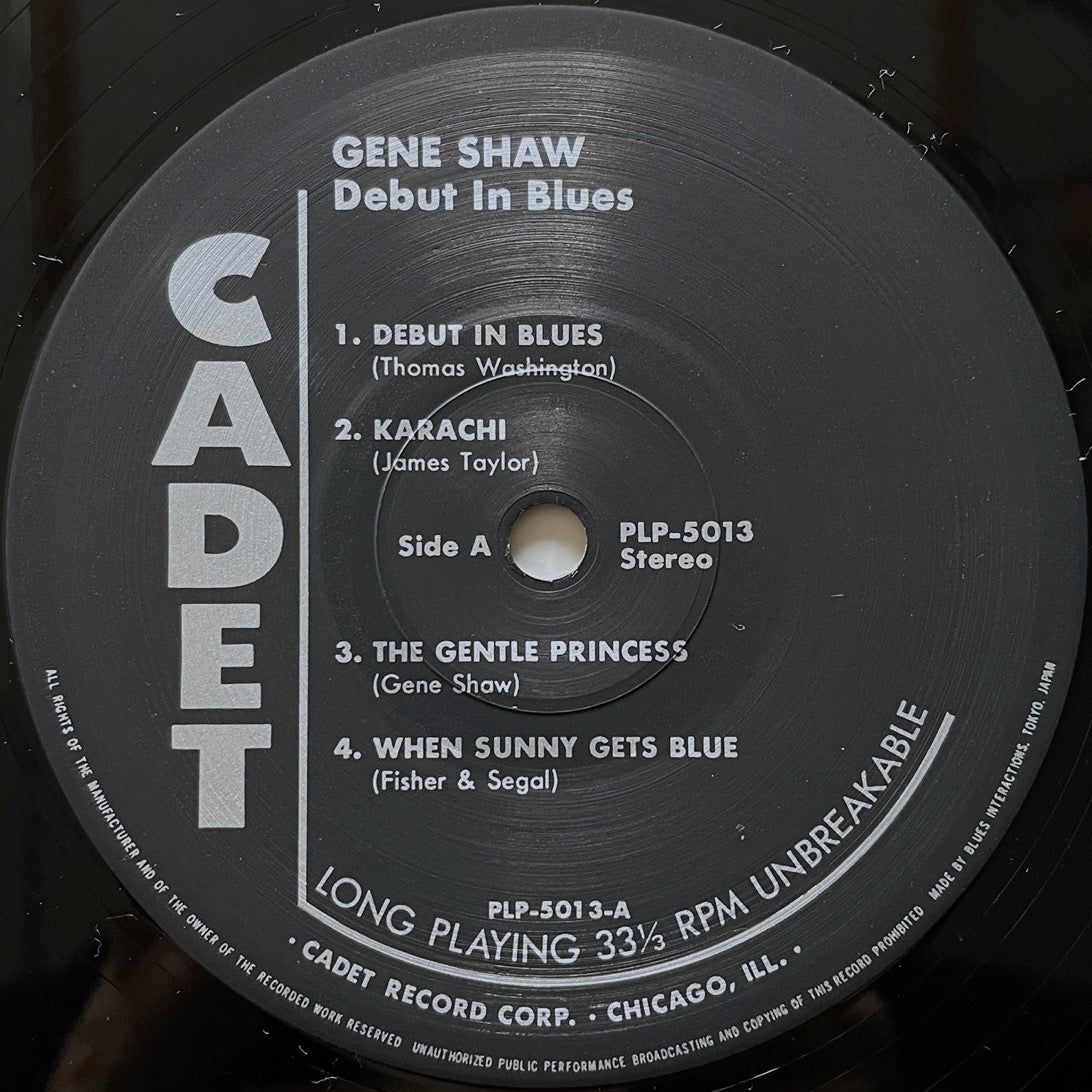 GENE SHAW
Debut In Blues
CADET
1. DEBUT IN BLUES
(Thomas Washington)
2. KARACHI
(James Taylor)
Side A
PLP-5013
Stereo
3. THE GENTLE PRINCESS
(Gene Shaw)
4. WHEN SUNNY GETS BLUE
(Fisher & Segal)
PLP-5013-A
LONG PLAYING 33⅓ RPM UNBREAKABLE
· CADET RECORD CORP. · CHICAGO, ILL. ·
ALL RIGHTS OF THE MANUFACTURER AND OF THE OWNER OF THE RECORDED WORK RESERVED UNAUTHORIZED PUBLIC PERFORMANCE BROADCASTING AND COPYING OF THIS RECORD PROHIBITED MADE BY BLUES INTERACTIONS, TOKYO, JAPAN